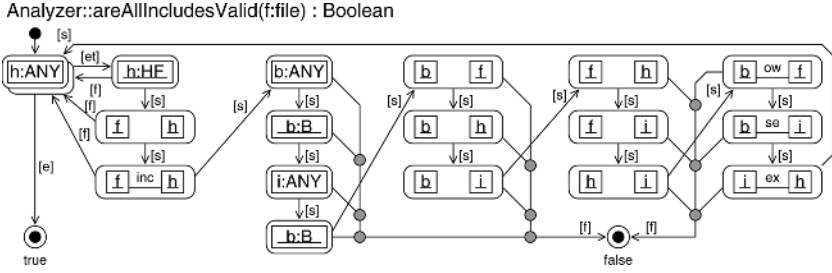 Analyzer::areAllIncludesValid(f:file) : Boolean
[s]
h:ANY [et] h:HF b:ANY b f f h b ow f
[f] [s] [s] [s] [s] [s] [s]
[f]
f h b:B b h f i b se i
[f] [s] [s] [s] [s] [s]
f inc h i:ANY b i h i i ex h
[e] [s]
b:B
[f] [f]
true false